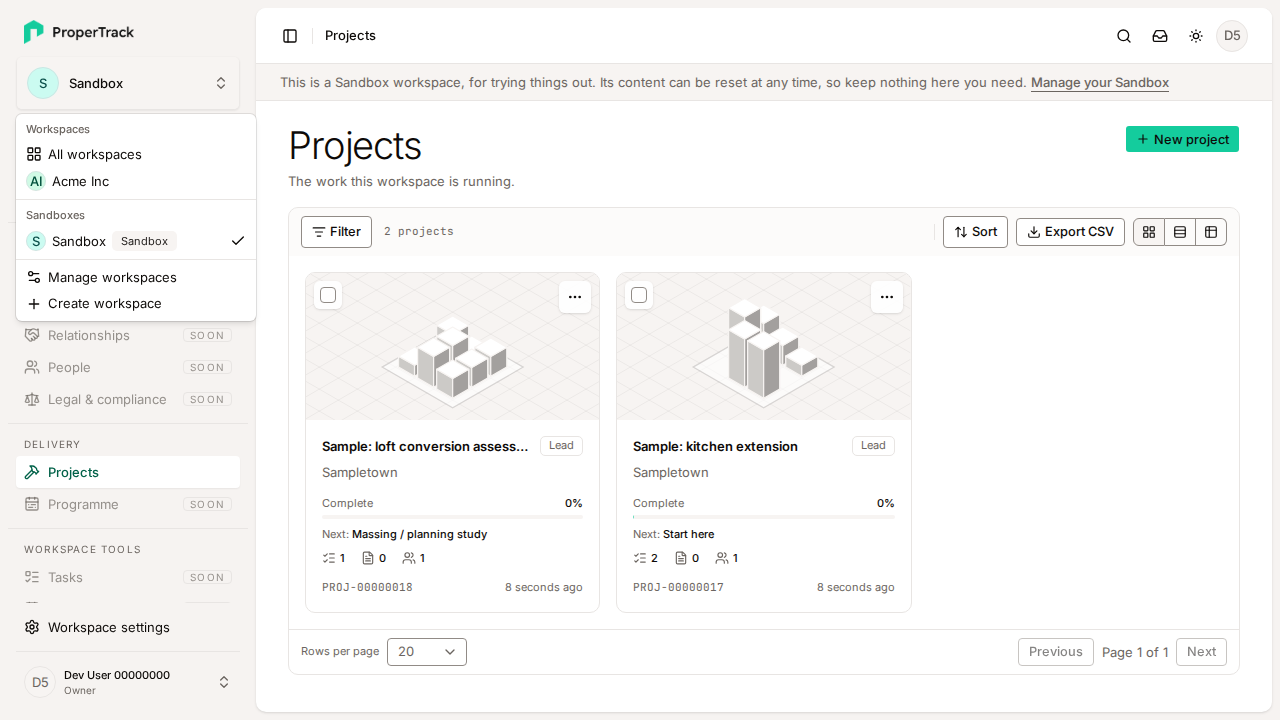 ProperTrack
S Sandbox
Workspaces
All workspaces
AI Acme Inc
Sandboxes
S Sandbox Sandbox
Manage workspaces
Create workspace
Relationships SOON
People SOON
Legal & compliance SOON
DELIVERY
Projects
Programme SOON
WORKSPACE TOOLS
Tasks SOON
Workspace settings
D5 Dev User 00000000
Owner
Projects
D5
This is a Sandbox workspace, for trying things out. Its content can be reset at any time, so keep nothing here you need. Manage your Sandbox
Projects
New project
The work this workspace is running.
Filter 2 projects Sort Export CSV
Sample: loft conversion assess... Lead
Sampletown
Complete 0%
Next: Massing / planning study
1 0 1
PROJ-00000018 8 seconds ago
Sample: kitchen extension Lead
Sampletown
Complete 0%
Next: Start here
2 0 1
PROJ-00000017 8 seconds ago
Rows per page 20 Previous Page 1 of 1 Next